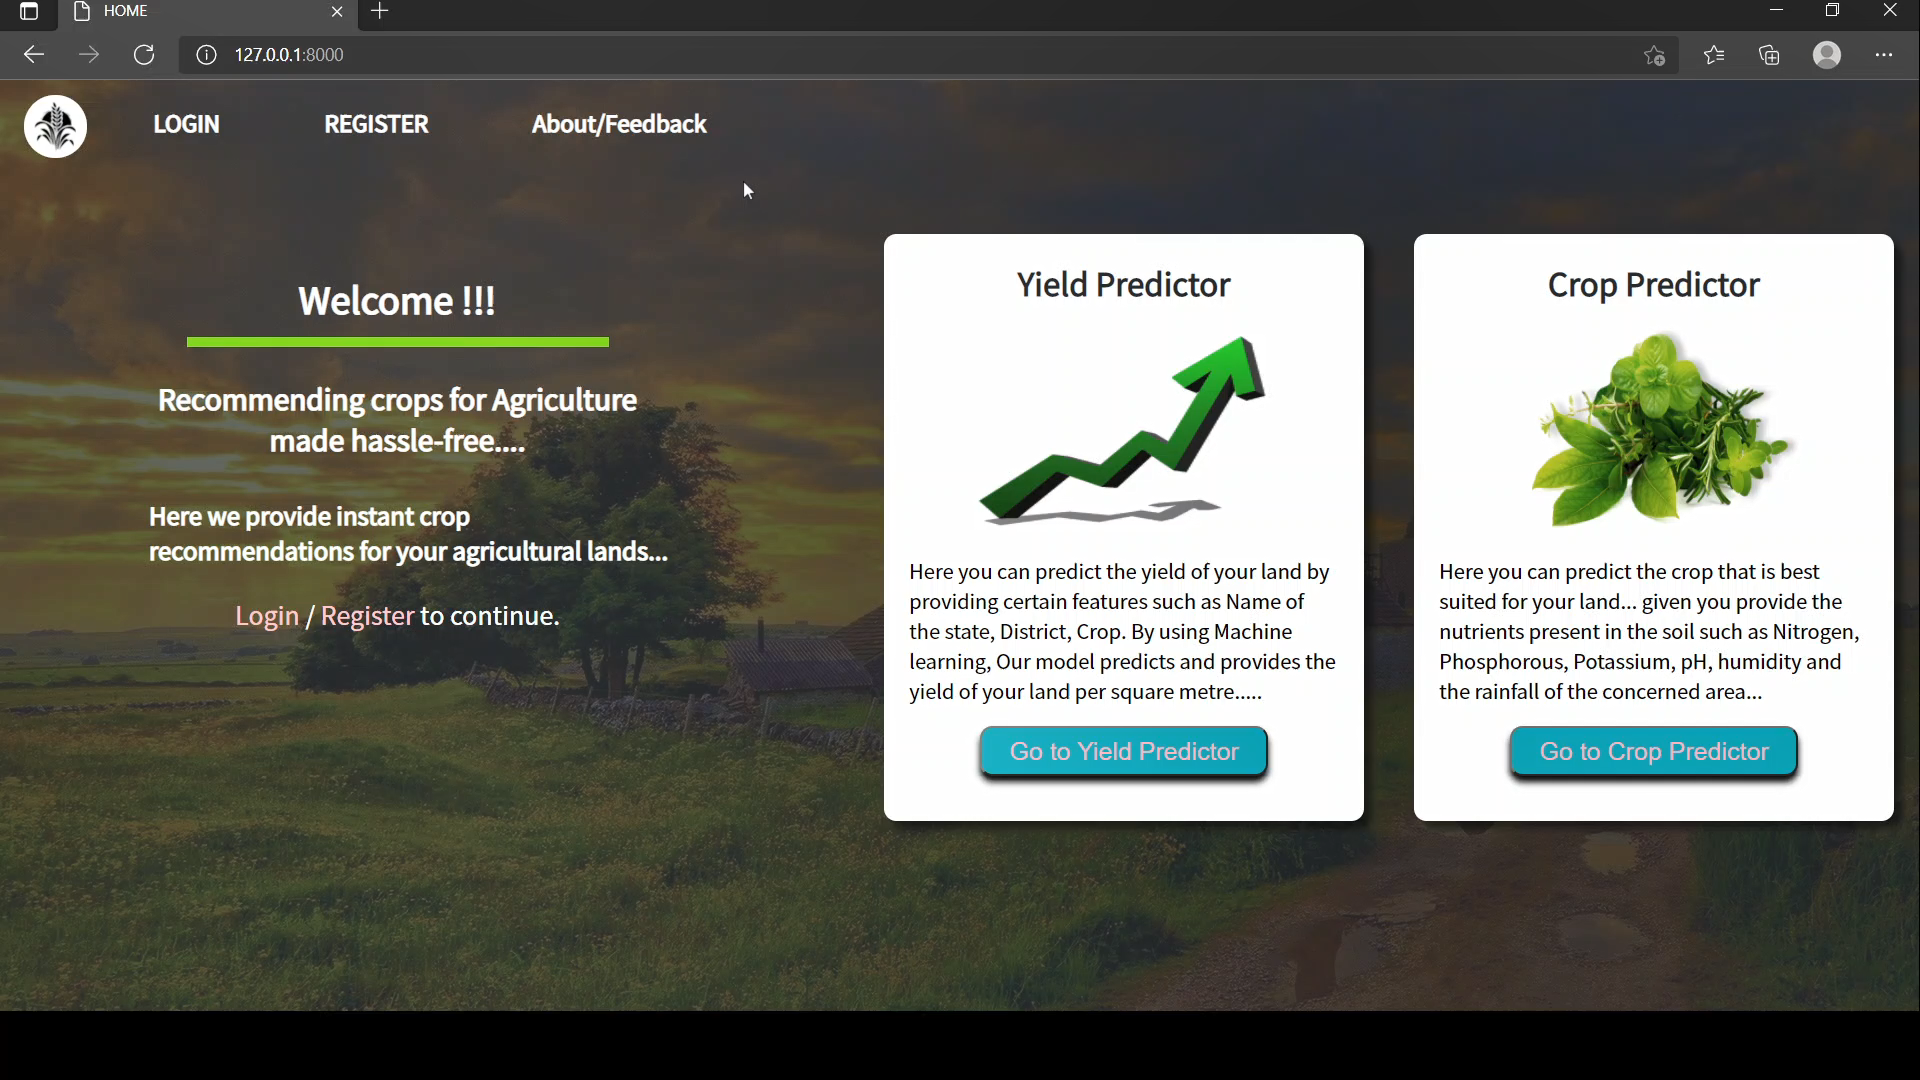 HOME
127.0.0.1:8000
LOGIN
REGISTER
About/Feedback
Welcome !!!
Recommending crops for Agriculture
made hassle-free....
Here we provide instant crop
recommendations for your agricultural lands...
Login / Register to continue.
Yield Predictor
Here you can predict the yield of your land by
providing certain features such as Name of
the state, District, Crop. By using Machine
learning, Our model predicts and provides the
yield of your land per square metre.....
Go to Yield Predictor
Crop Predictor
Here you can predict the crop that is best
suited for your land... given you provide the
nutrients present in the soil such as Nitrogen,
Phosphorous, Potassium, pH, humidity and
the rainfall of the concerned area...
Go to Crop Predictor